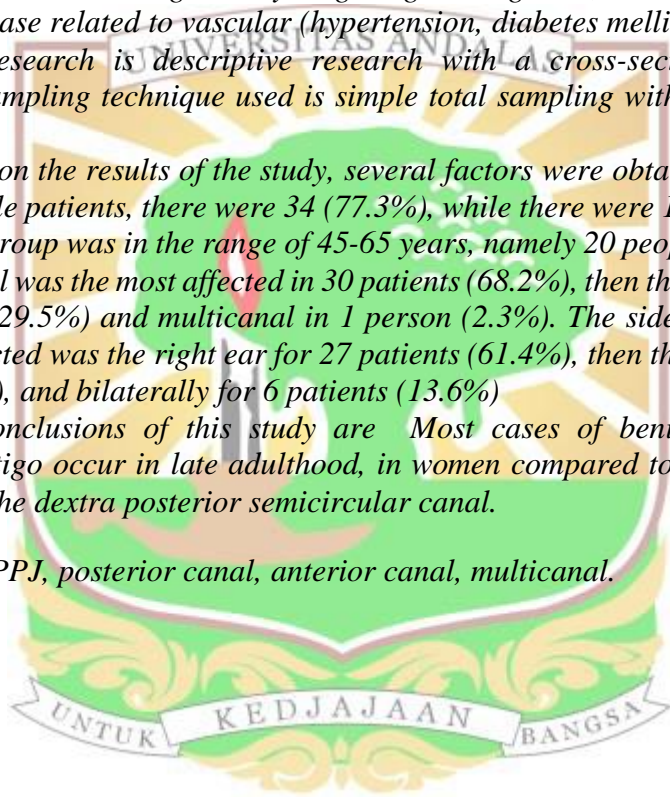 ase related to vascular (hypertension, diabetes melli
UNIVERSITAS ANDALAS
esearch is descriptive research with a cross-sec
mpling technique used is simple total sampling with
on the results of the study, several factors were obta
le patients, there were 34 (77.3%), while there were
roup was in the range of 45-65 years, namely 20 peo
l was the most affected in 30 patients (68.2%), then th
29.5%) and multicanal in 1 person (2.3%). The side
cted was the right ear for 27 patients (61.4%), then th
), and bilaterally for 6 patients (13.6%)
onclusions of this study are Most cases of ben
tigo occur in late adulthood, in women compared to
the dextra posterior semicircular canal.
PPJ, posterior canal, anterior canal, multicanal.
UNTUK KEDJAJAAN BANGSA